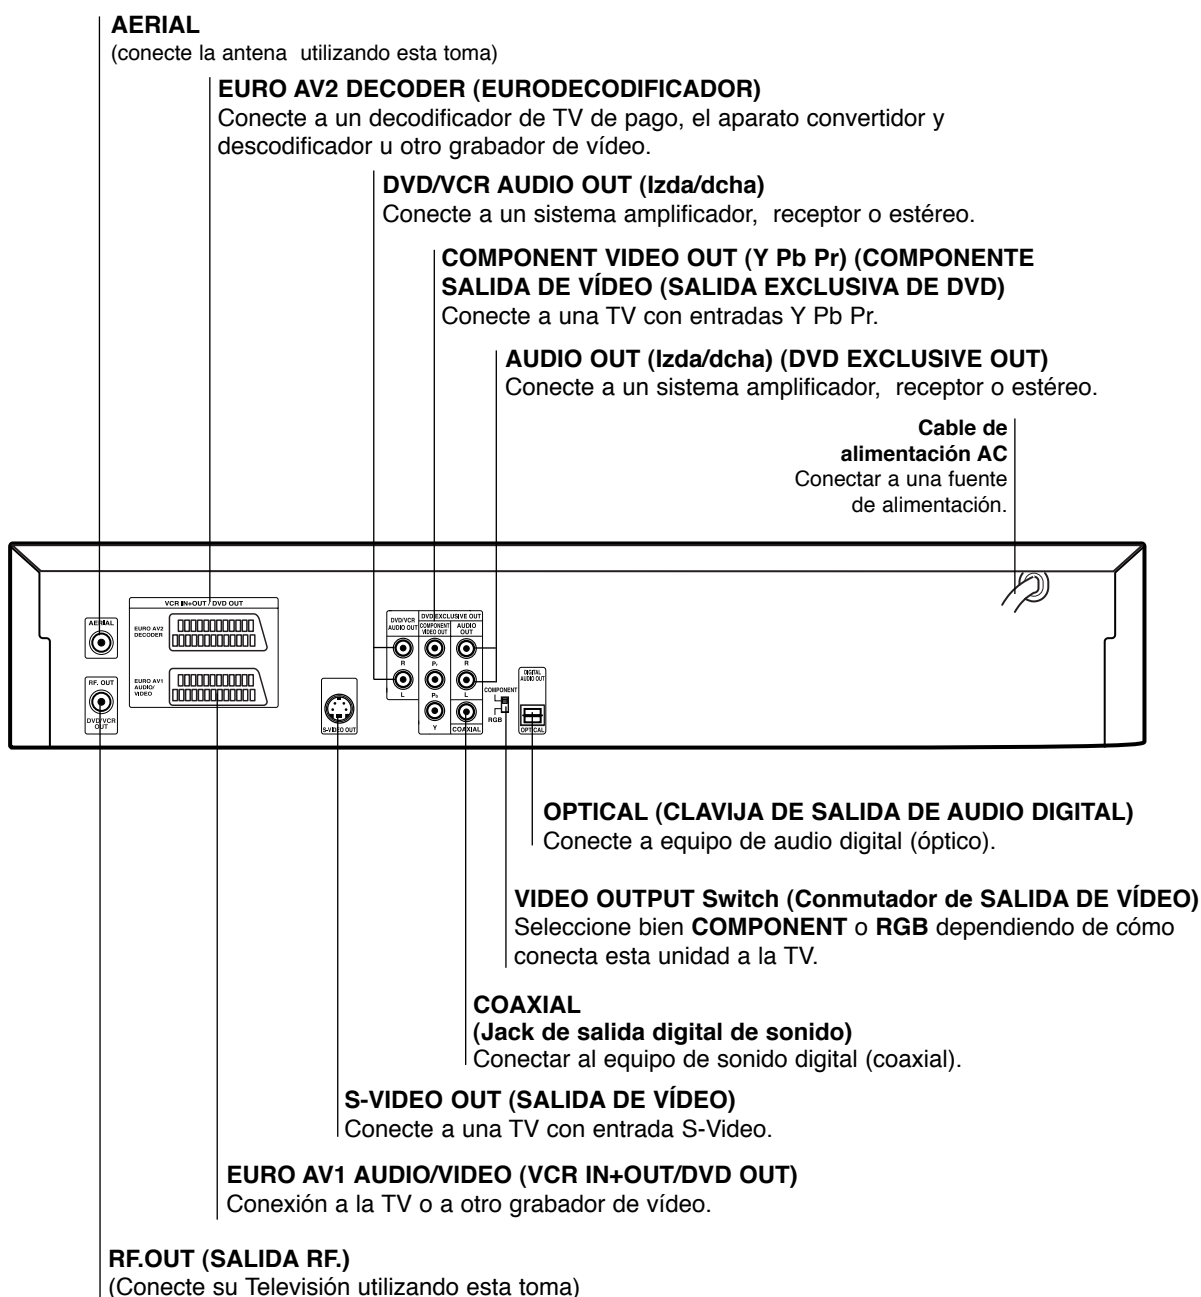 AERIAL
(conecte la antena utilizando esta toma)
EURO AV2 DECODER (EURODECODIFICADOR)
Conecte a un decodificador de TV de pago, el aparato convertidor y
descodificador u otro grabador de vídeo.
DVD/VCR AUDIO OUT (Izda/dcha)
Conecte a un sistema amplificador, receptor o estéreo.
COMPONENT VIDEO OUT (Y Pb Pr) (COMPONENTE
SALIDA DE VÍDEO (SALIDA EXCLUSIVA DE DVD)
Conecte a una TV con entradas Y Pb Pr.
AUDIO OUT (Izda/dcha) (DVD EXCLUSIVE OUT)
Conecte a un sistema amplificador, receptor o estéreo.
Cable de
alimentación AC
Conectar a una fuente
de alimentación.
VCR IN+OUT / DVD OUT
AERIAL
EURO AV2
DECODER
RF. OUT
DVD/VCR
OUT
EURO AV1
AUDIO/
VIDEO
S-VIDEO OUT
DVD/VCR
AUDIO OUT
R
L
DVD EXCLUSIVE OUT
COMPONENT
VIDEO OUT
AUDIO
OUT
Pr
R
Pb
L
Y
COAXIAL
COMPONENT
RGB
DIGITAL
AUDIO OUT
OPTICAL
OPTICAL (CLAVIJA DE SALIDA DE AUDIO DIGITAL)
Conecte a equipo de audio digital (óptico).
VIDEO OUTPUT Switch (Conmutador de SALIDA DE VÍDEO)
Seleccione bien COMPONENT o RGB dependiendo de cómo
conecta esta unidad a la TV.
COAXIAL
(Jack de salida digital de sonido)
Conectar al equipo de sonido digital (coaxial).
S-VIDEO OUT (SALIDA DE VÍDEO)
Conecte a una TV con entrada S-Video.
EURO AV1 AUDIO/VIDEO (VCR IN+OUT/DVD OUT)
Conexión a la TV o a otro grabador de vídeo.
RF.OUT (SALIDA RF.)
(Conecte su Televisión utilizando esta toma)